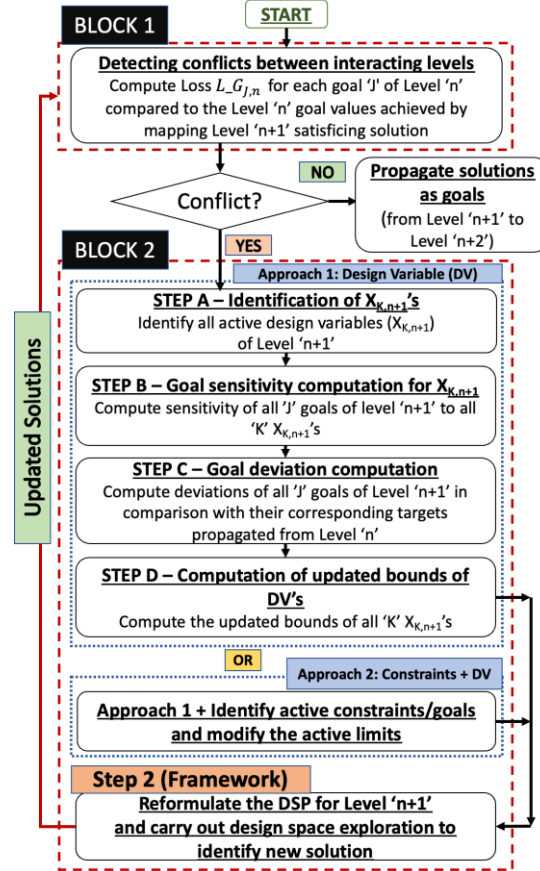 START
BLOCK 1
Detecting conflicts between interacting levels
Compute Loss L_G_{J,n} for each goal 'J' of Level 'n'
compared to the Level 'n' goal values achieved by
mapping Level 'n+1' satisficing solution
Conflict?
NO
Propagate solutions
as goals
(from Level 'n+1' to
Level 'n+2')
YES
BLOCK 2
Approach 1: Design Variable (DV)
STEP A – Identification of X_{K,n+1}'s
Identify all active design variables (X_{K,n+1})
of Level 'n+1'
STEP B – Goal sensitivity computation for X_{K,n+1}
Compute sensitivity of all 'J' goals of level 'n+1' to all
'K' X_{K,n+1}'s
STEP C – Goal deviation computation
Compute deviations of all 'J' goals of Level 'n+1' in
comparison with their corresponding targets
propagated from Level 'n'
STEP D – Computation of updated bounds of
DV's
Compute the updated bounds of all 'K' X_{K,n+1}'s
OR
Approach 2: Constraints + DV
Approach 1 + Identify active constraints/goals
and modify the active limits
Step 2 (Framework)
Reformulate the DSP for Level 'n+1'
and carry out design space exploration to
identify new solution
Updated Solutions